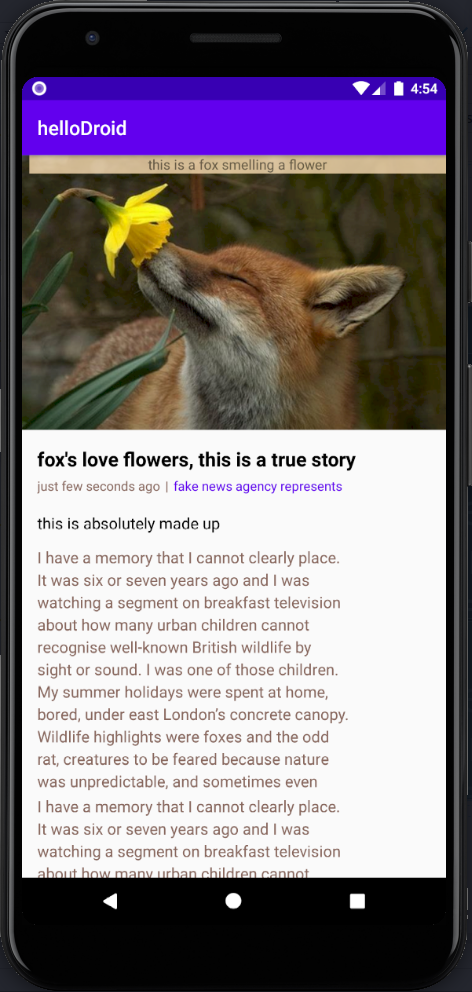 4:54
helloDroid
this is a fox smelling a flower
fox's love flowers, this is a true story
just few seconds ago | fake news agency represents
this is absolutely made up
I have a memory that I cannot clearly place.
It was six or seven years ago and I was
watching a segment on breakfast television
about how many urban children cannot
recognise well-known British wildlife by
sight or sound. I was one of those children.
My summer holidays were spent at home,
bored, under east London’s concrete canopy.
Wildlife highlights were foxes and the odd
rat, creatures to be feared because nature
was unpredictable, and sometimes even
I have a memory that I cannot clearly place.
It was six or seven years ago and I was
watching a segment on breakfast television
about how many urban children cannot